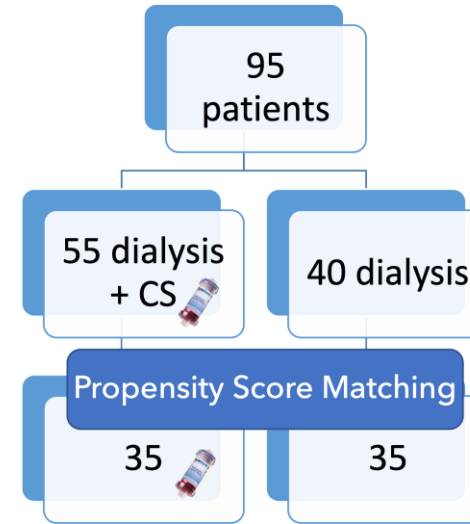 95
patients
55 dialysis
+ CS
40 dialysis
Propensity Score Matching
35
35